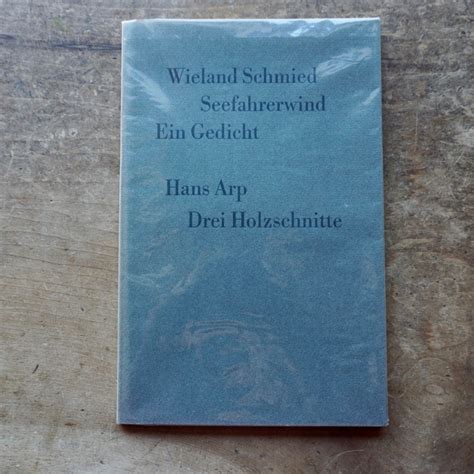 Wieland Schmied
Seefahrerwind
Ein Gedicht
Hans Arp
Drei Holzschnitte